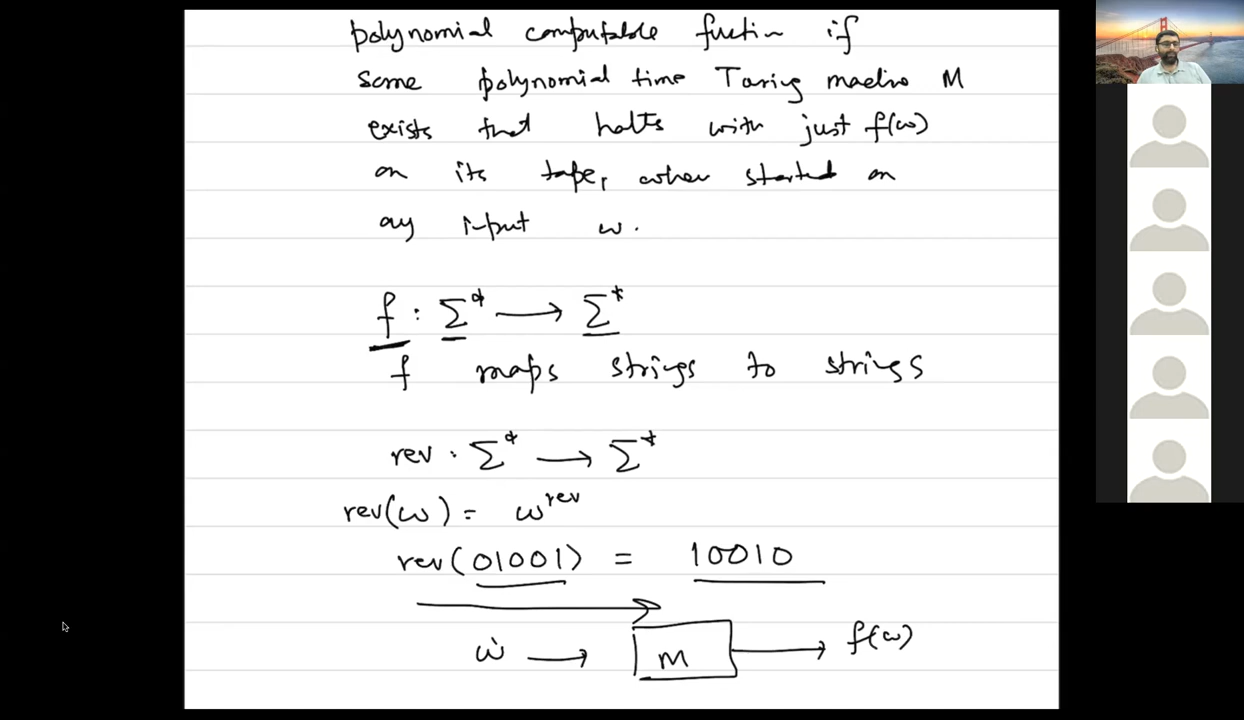 polynomial computable function if
some polynomial time Turing machine M
exists that halts with just f(w)
on its tape, when started on
any input w.
f : Σ* ⟶ Σ*
f maps strings to strings
rev : Σ* ⟶ Σ*
rev(w) = w^rev
rev(01001) = 10010
w ⟶ M ⟶ f(w)